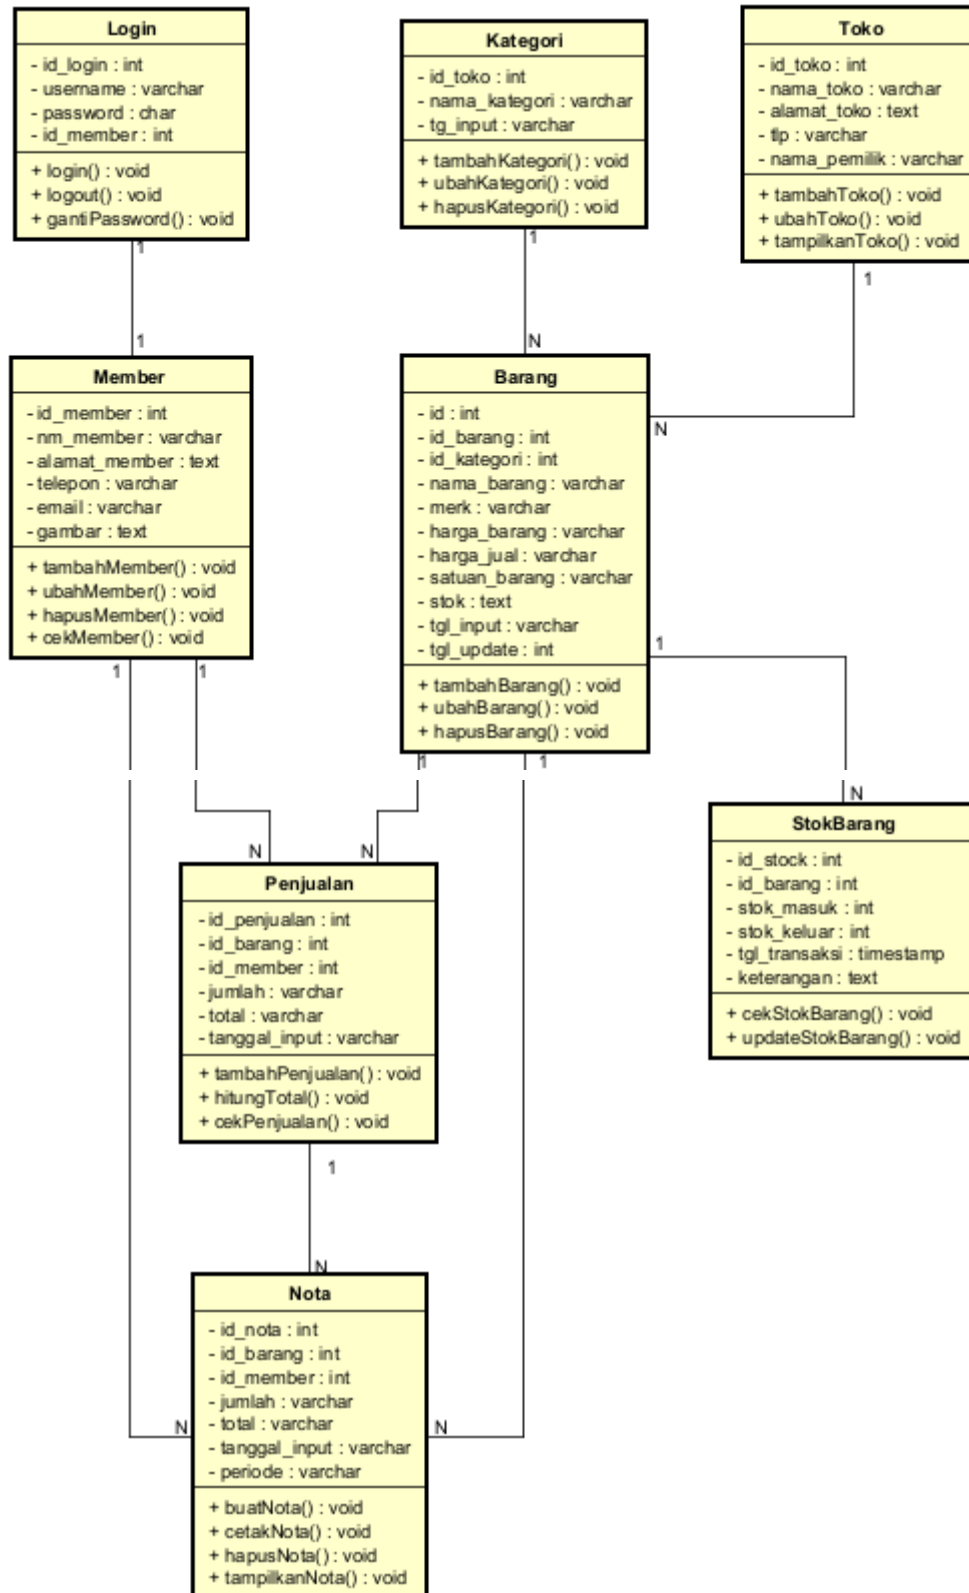 Login
- id_login : int
- username : varchar
- password : char
- id_member : int
+ login() : void
+ logout() : void
+ gantiPassword() : void
1
1
Kategori
- id_toko : int
- nama_kategori : varchar
- tg_input : varchar
+ tambahKategori() : void
+ ubahKategori() : void
+ hapusKategori() : void
1
N
Toko
- id_toko : int
- nama_toko : varchar
- alamat_toko : text
- tlp : varchar
- nama_pemilik : varchar
+ tambahToko() : void
+ ubahToko() : void
+ tampilkanToko() : void
1
N
Member
- id_member : int
- nm_member : varchar
- alamat_member : text
- telepon : varchar
- email : varchar
- gambar : text
+ tambahMember() : void
+ ubahMember() : void
+ hapusMember() : void
+ cekMember() : void
1
1
Barang
- id : int
- id_barang : int
- id_kategori : int
- nama_barang : varchar
- merk : varchar
- harga_barang : varchar
- harga_jual : varchar
- satuan_barang : varchar
- stok : text
- tgl_input : varchar
- tgl_update : int
+ tambahBarang() : void
+ ubahBarang() : void
+ hapusBarang() : void
1
1
1
N
N
N
Penjualan
- id_penjualan : int
- id_barang : int
- id_member : int
- jumlah : varchar
- total : varchar
- tanggal_input : varchar
+ tambahPenjualan() : void
+ hitungTotal() : void
+ cekPenjualan() : void
1
N
StokBarang
- id_stock : int
- id_barang : int
- stok_masuk : int
- stok_keluar : int
- tgl_transaksi : timestamp
- keterangan : text
+ cekStokBarang() : void
+ updateStokBarang() : void
Nota
- id_nota : int
- id_barang : int
- id_member : int
- jumlah : varchar
- total : varchar
- tanggal_input : varchar
- periode : varchar
+ buatNota() : void
+ cetakNota() : void
+ hapusNota() : void
+ tampilkanNota() : void
N
N